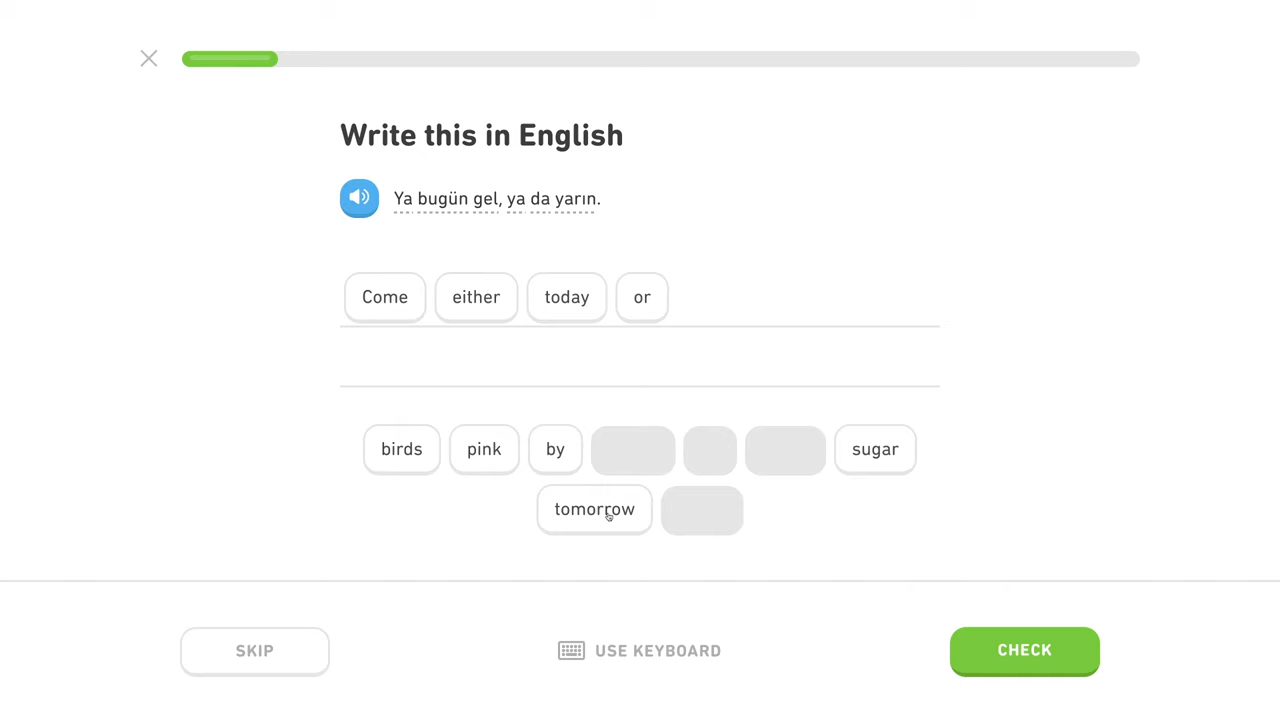 Write this in English
Ya bugün gel, ya da yarın.
Come either today or
birds pink by sugar
tomorrow
SKIP USE KEYBOARD CHECK